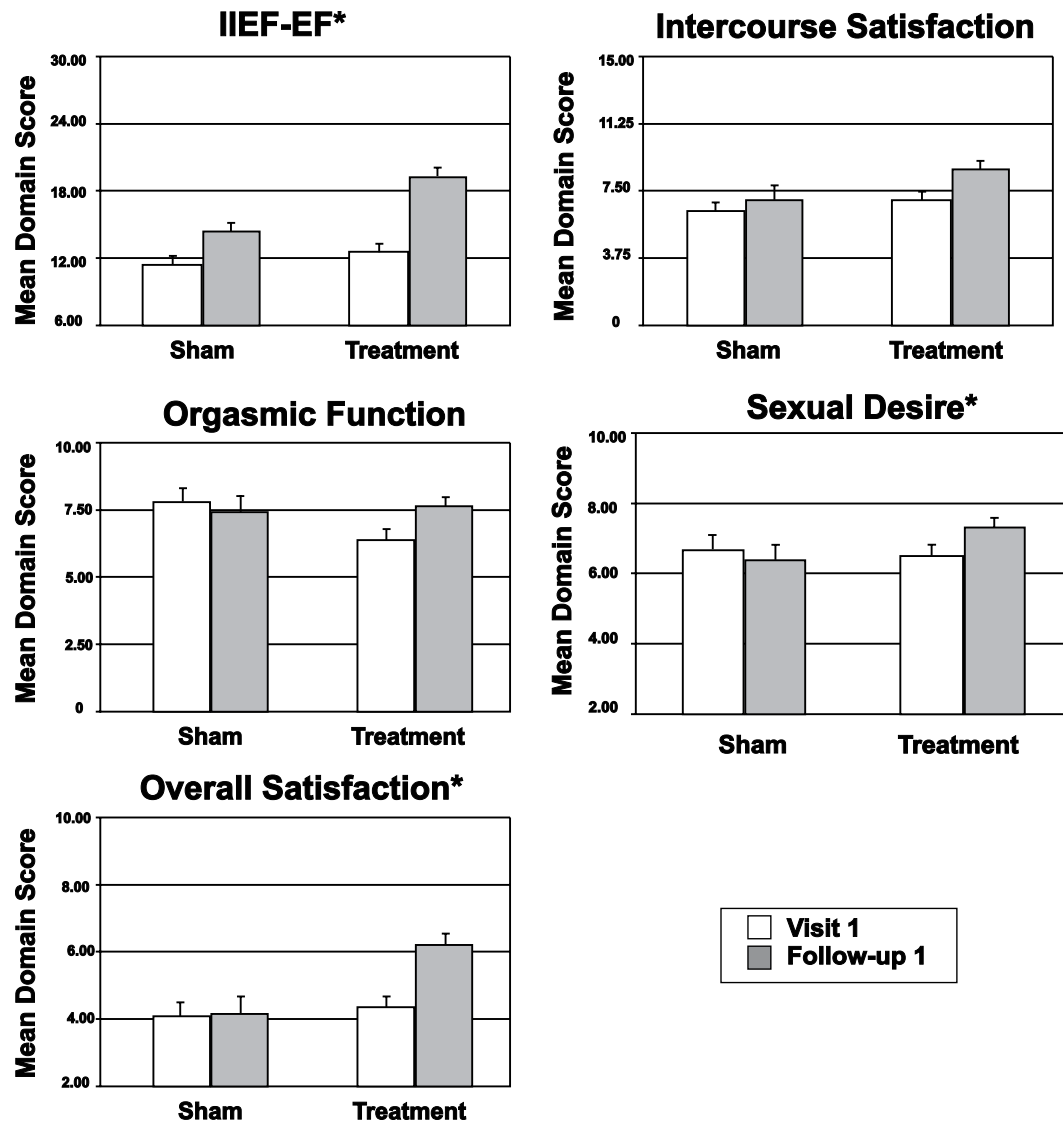 IIEF-EF*
Mean Domain Score
30.00
24.00
18.00
12.00
6.00
Sham
Treatment
Intercourse Satisfaction
Mean Domain Score
15.00
11.25
7.50
3.75
0
Sham
Treatment
Orgasmic Function
Mean Domain Score
10.00
7.50
5.00
2.50
0
Sham
Treatment
Sexual Desire*
Mean Domain Score
10.00
8.00
6.00
4.00
2.00
Sham
Treatment
Overall Satisfaction*
Mean Domain Score
10.00
8.00
6.00
4.00
2.00
Sham
Treatment
Visit 1
Follow-up 1